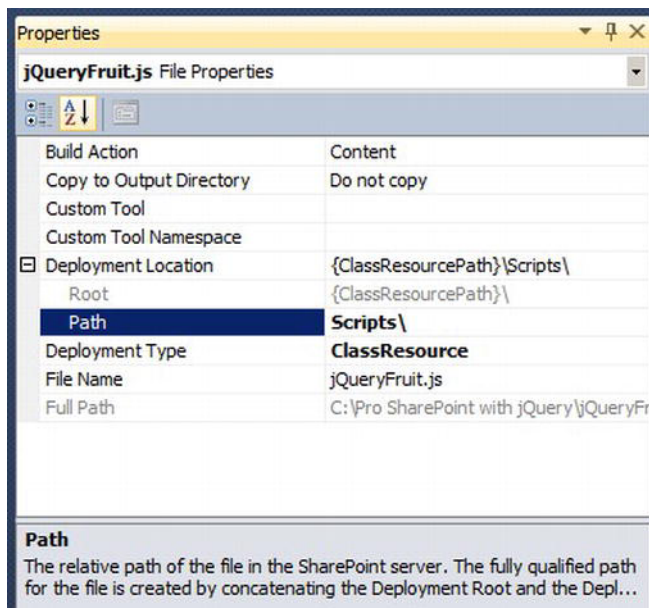 Properties
jQueryFruit.js File Properties
Build Action Content
Copy to Output Directory Do not copy
Custom Tool
Custom Tool Namespace
Deployment Location {ClassResourcePath}\Scripts\
Root {ClassResourcePath}\
Path Scripts\
Deployment Type ClassResource
File Name jQueryFruit.js
Full Path C:\Pro SharePoint with jQuery\jQueryFr
Path
The relative path of the file in the SharePoint server. The fully qualified path
for the file is created by concatenating the Deployment Root and the Depl...